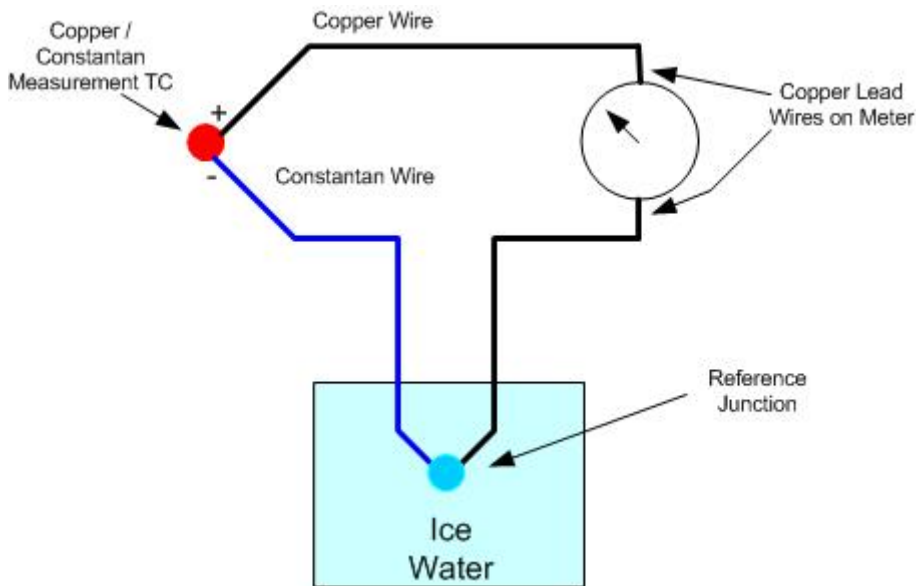 Copper Wire
Copper /
Constantan
Measurement TC
+
-
Constantan Wire
Copper Lead
Wires on Meter
Reference
Junction
Ice
Water